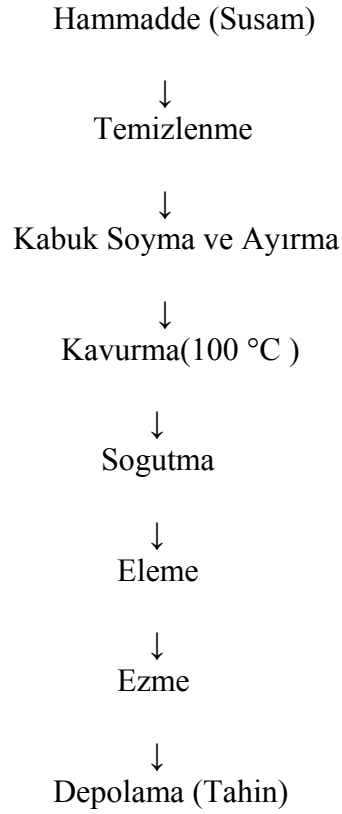 Hammadde (Susam)
↓
Temizlenme
↓
Kabuk Soyma ve Ayırma
↓
Kavurma(100 °C )
↓
Sogutma
↓
Eleme
↓
Ezme
↓
Depolama (Tahin)